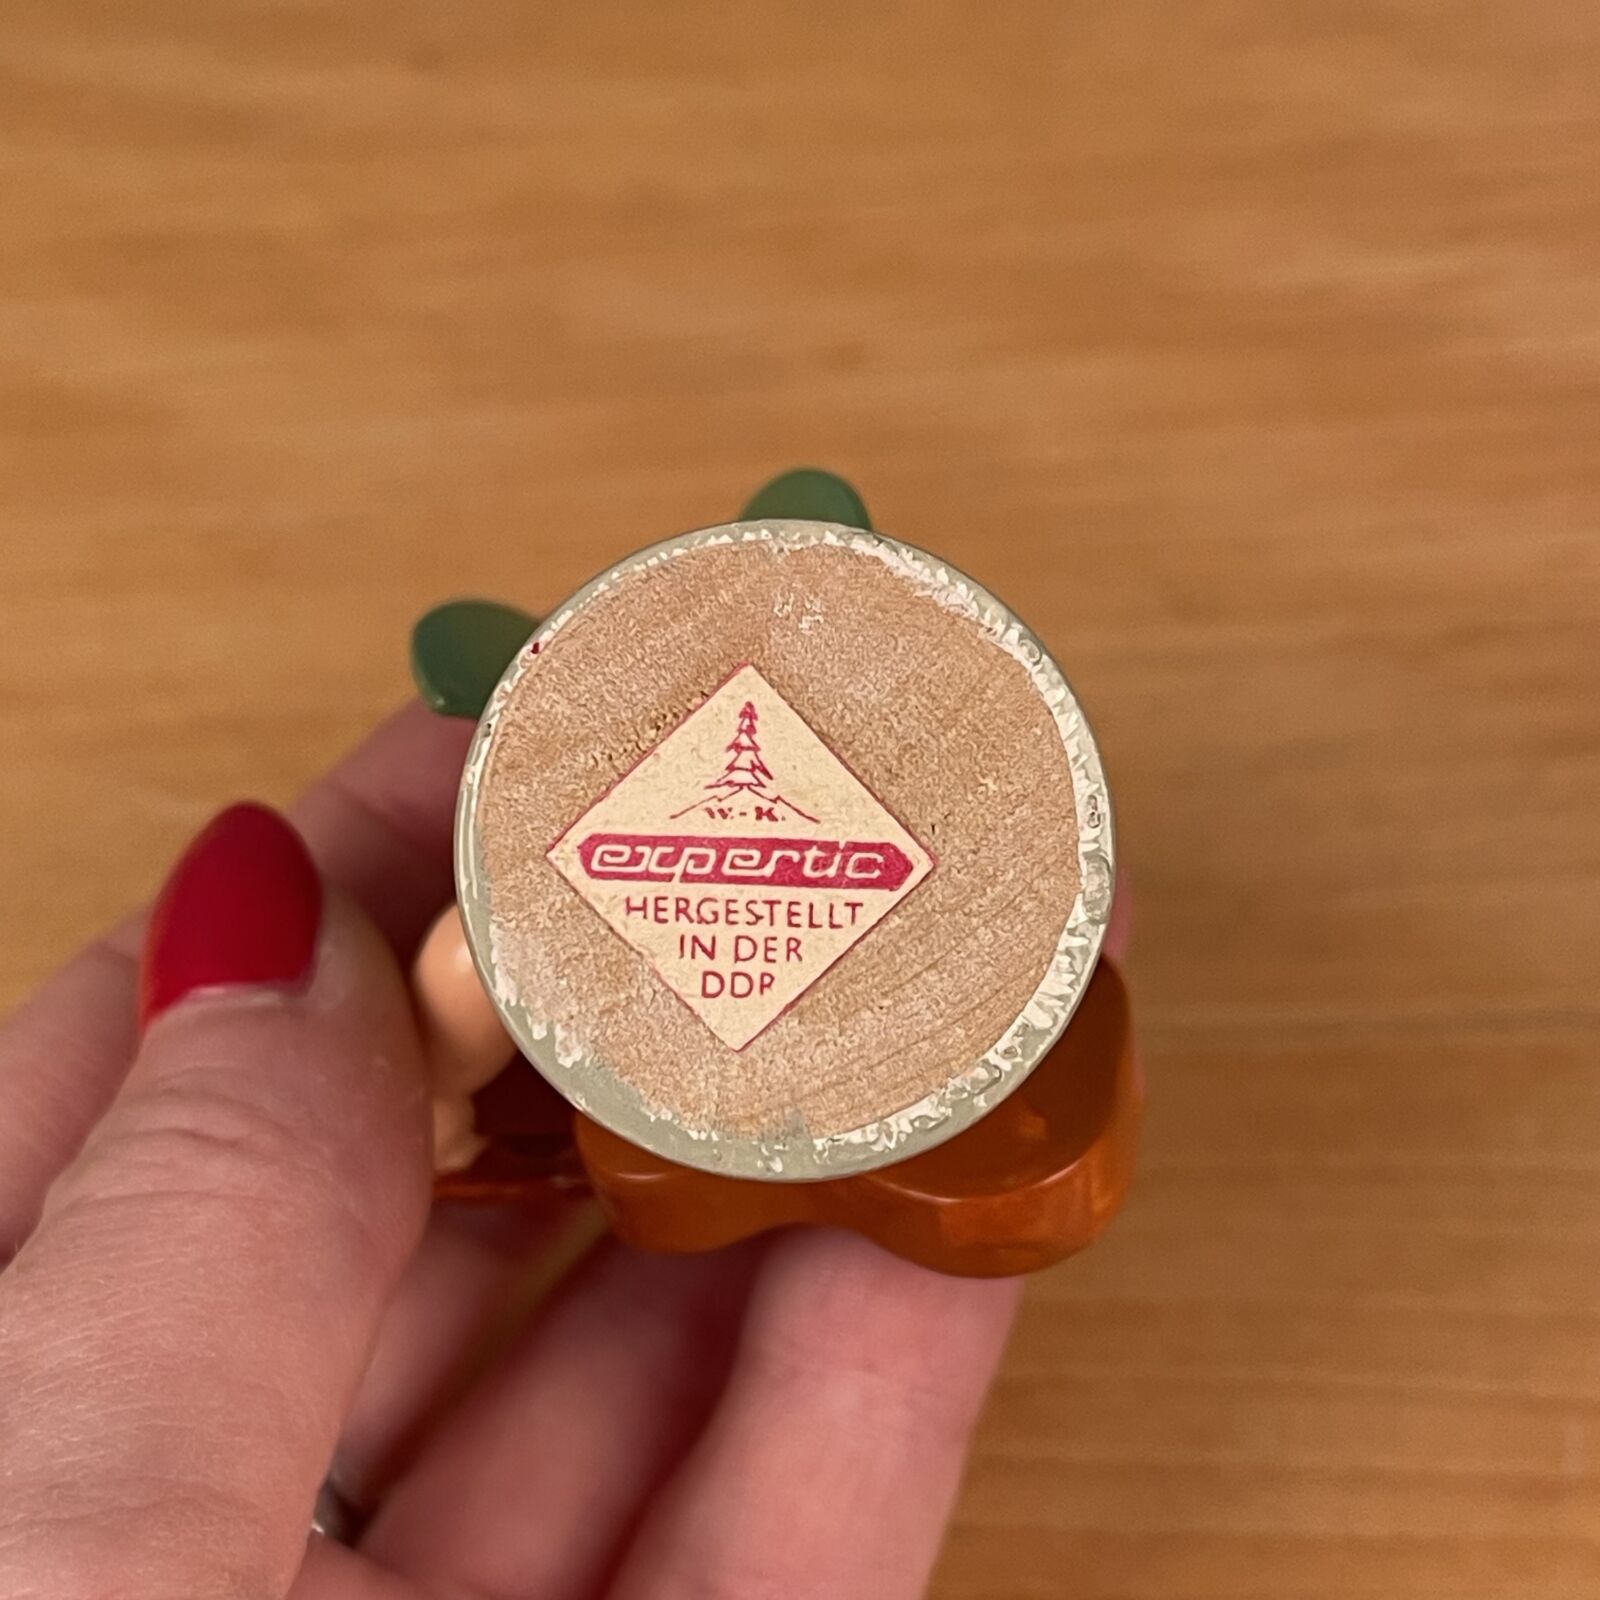 W.-K.
expertic
HERGESTELLT
IN DER
DDR